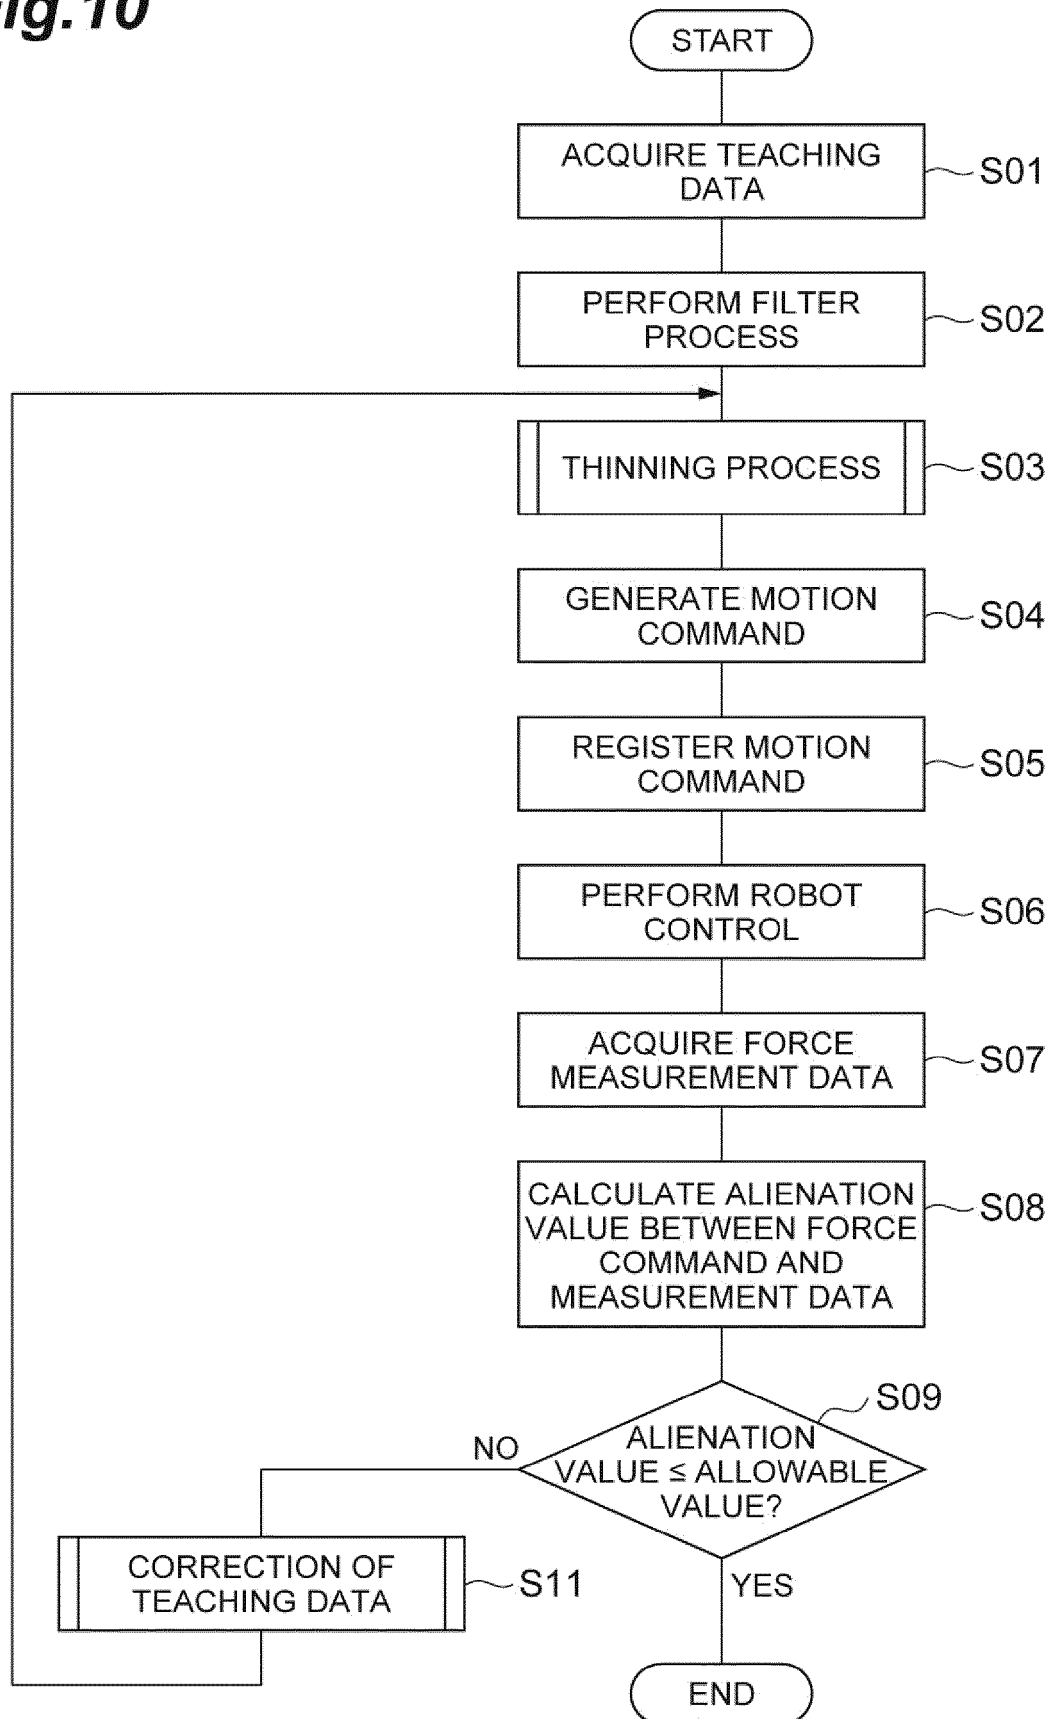 ig.10
START
ACQUIRE TEACHING
DATA
S01
PERFORM FILTER
PROCESS
S02
THINNING PROCESS
S03
GENERATE MOTION
COMMAND
S04
REGISTER MOTION
COMMAND
S05
PERFORM ROBOT
CONTROL
S06
ACQUIRE FORCE
MEASUREMENT DATA
S07
CALCULATE ALIENATION
VALUE BETWEEN FORCE
COMMAND AND
MEASUREMENT DATA
S08
S09
ALIENATION
VALUE ≤ ALLOWABLE
VALUE?
NO
CORRECTION OF
TEACHING DATA
S11
YES
END